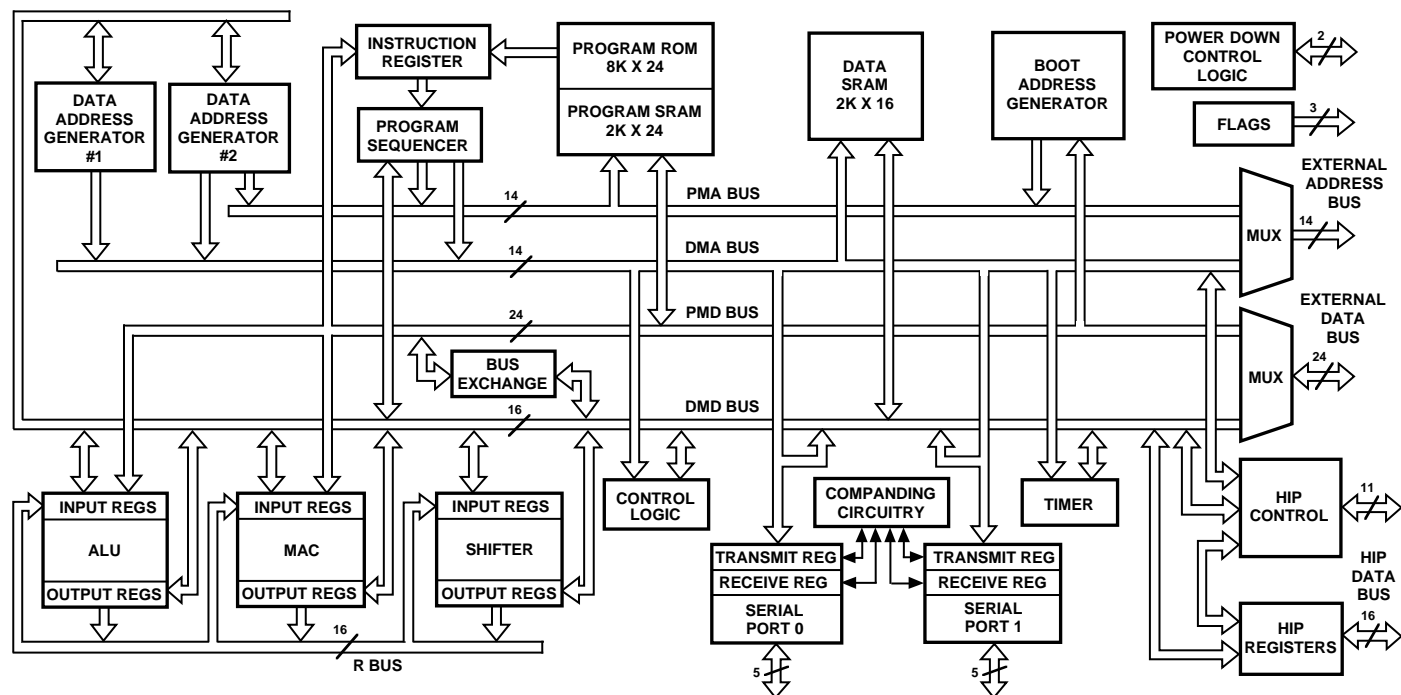 DATA
ADDRESS
GENERATOR
#1
DATA
ADDRESS
GENERATOR
#2
INSTRUCTION
REGISTER
PROGRAM
SEQUENCER
PROGRAM ROM
8K X 24
PROGRAM SRAM
2K X 24
DATA
SRAM
2K X 16
BOOT
ADDRESS
GENERATOR
POWER DOWN
CONTROL
LOGIC
2
FLAGS
3
EXTERNAL
ADDRESS
BUS
14
MUX
14
PMA BUS
14
DMA BUS
24
PMD BUS
EXTERNAL
DATA
BUS
24
MUX
BUS
EXCHANGE
16
DMD BUS
INPUT REGS
ALU
OUTPUT REGS
INPUT REGS
MAC
OUTPUT REGS
INPUT REGS
SHIFTER
OUTPUT REGS
16
R BUS
CONTROL
LOGIC
COMPANDING
CIRCUITRY
TIMER
TRANSMIT REG
RECEIVE REG
SERIAL
PORT 0
5
TRANSMIT REG
RECEIVE REG
SERIAL
PORT 1
5
HIP
CONTROL
11
HIP
DATA
BUS
16
HIP
REGISTERS